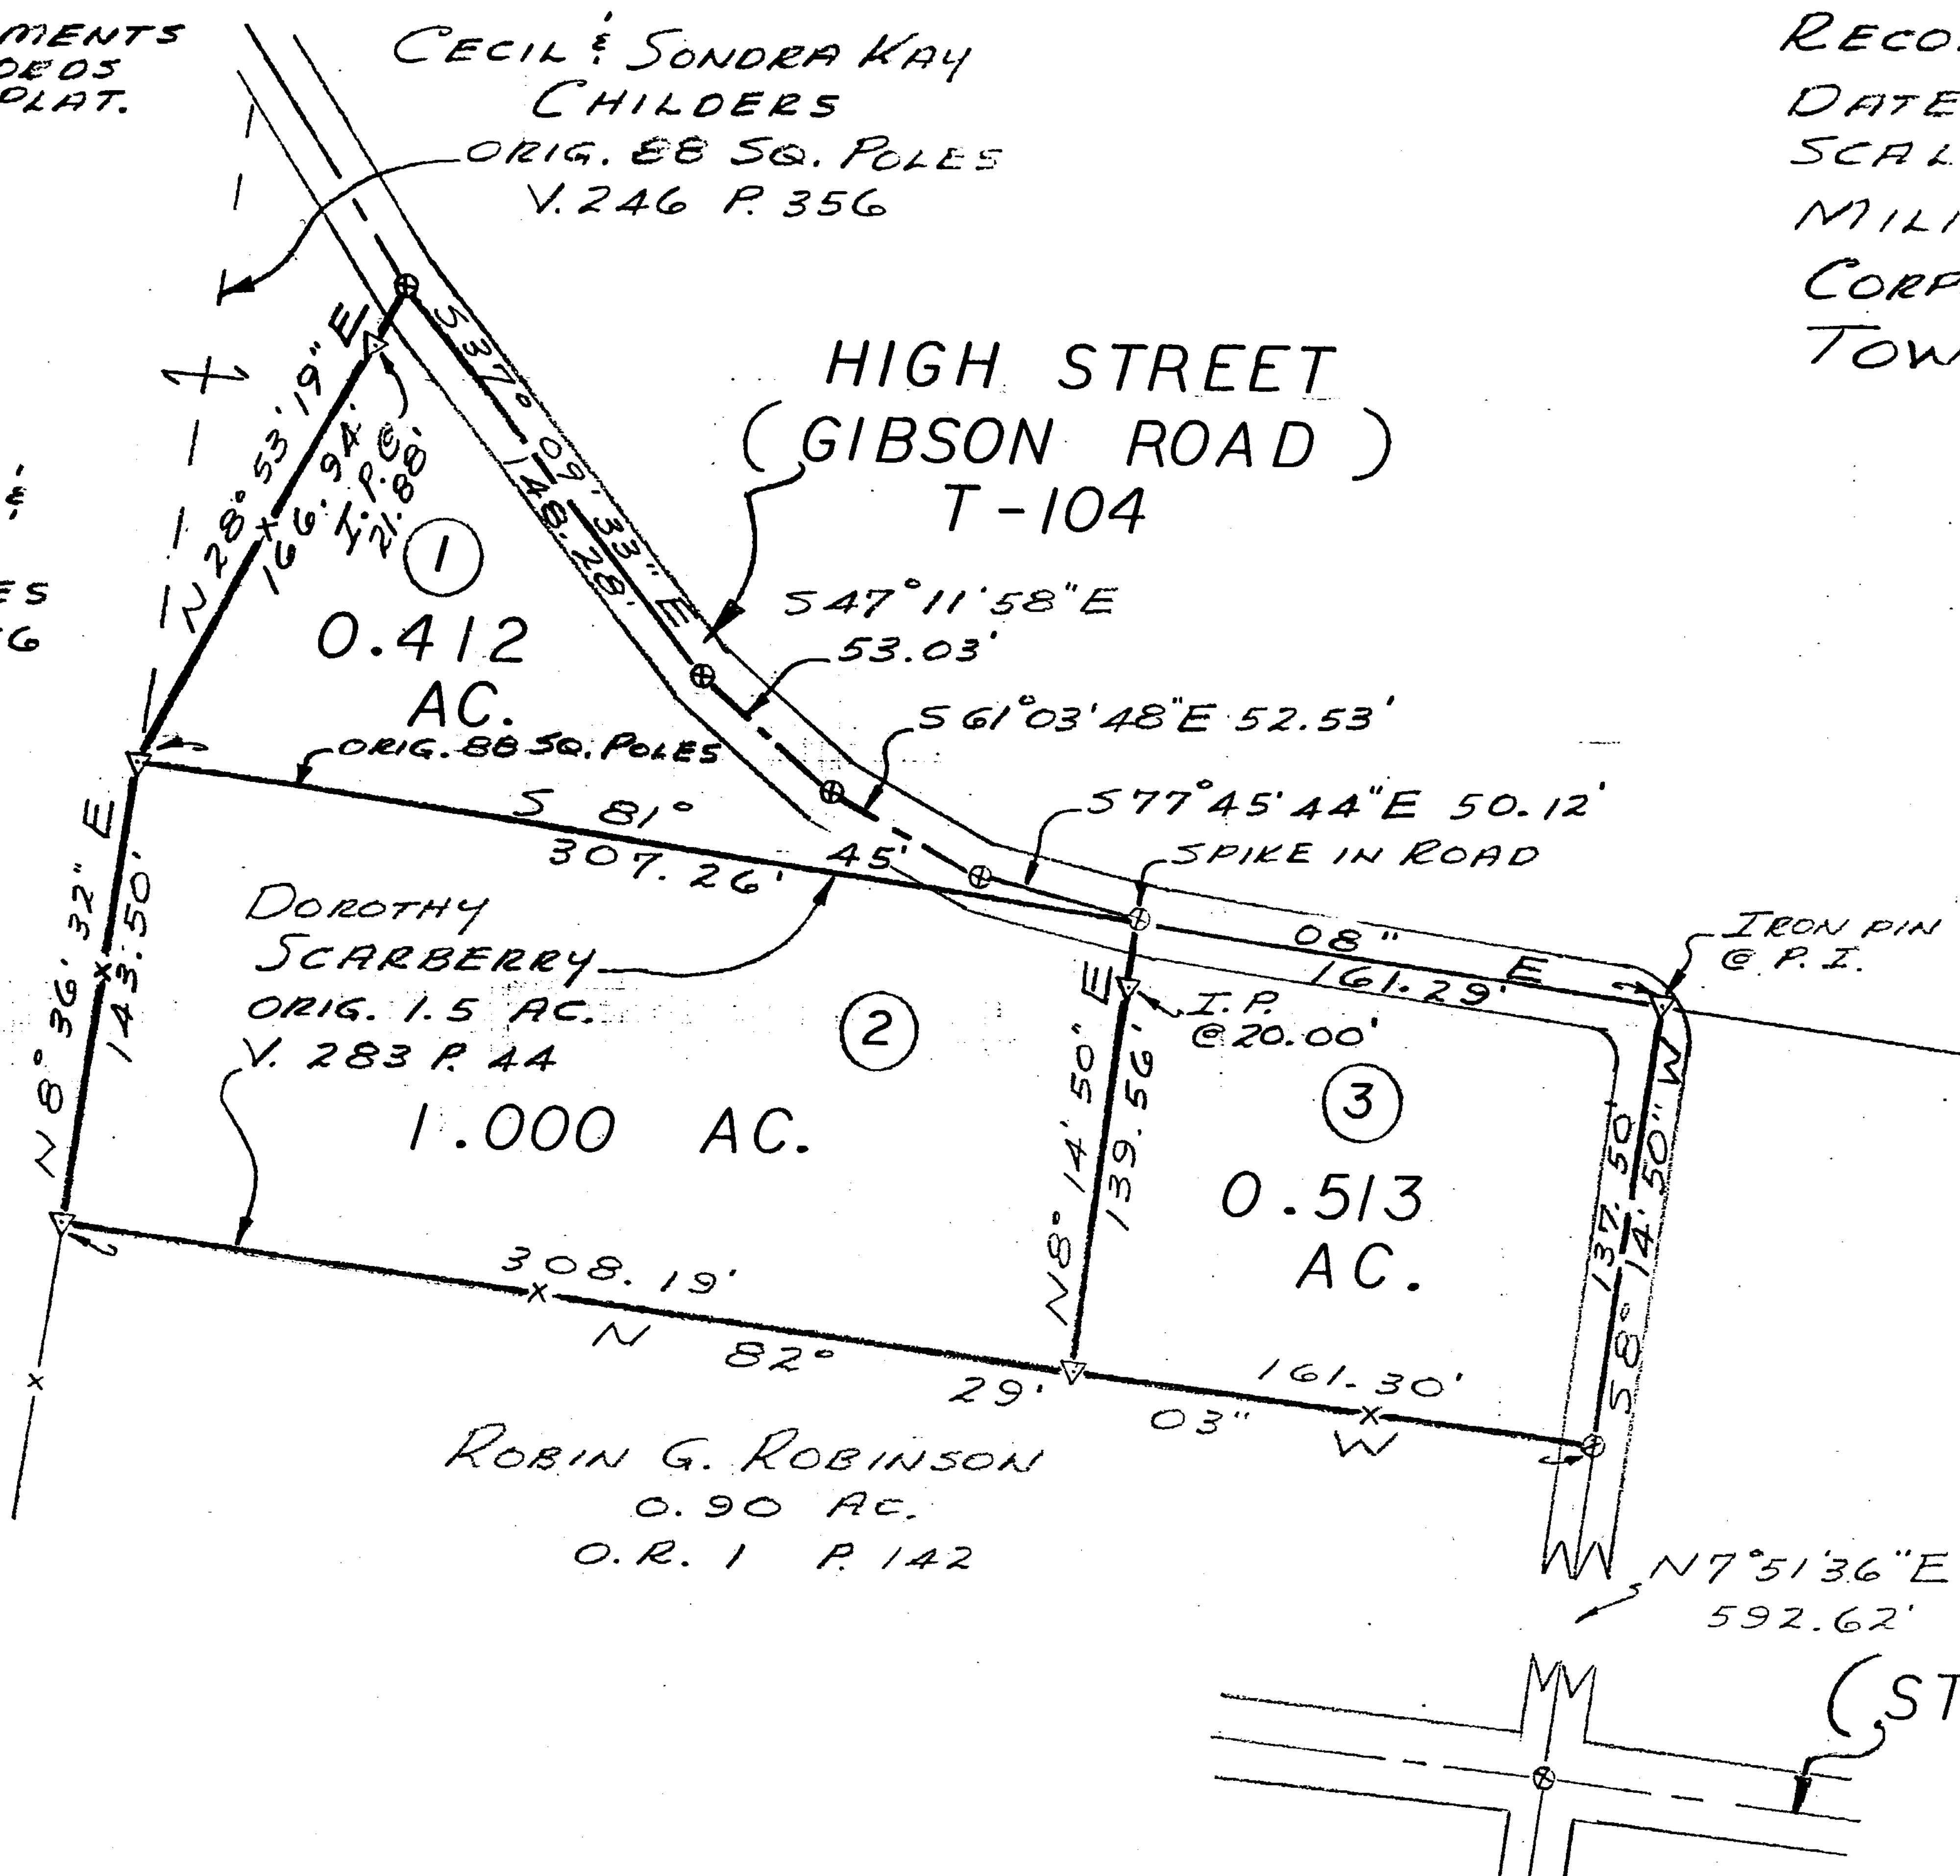 MENTS
PLAT.
CECIL & SONDRA KAY
CHILDERS
ORIG. 88 SQ. POLES
V. 246 P. 356
RECO
DATE
SCAL
MILI
CORP
TOW
HIGH STREET
(GIBSON ROAD)
T-104
S 37° 09' 33" E
148.28'
N 28° 53' 19" E
166.94'
I.P. @
21.88'
1
0.412
AC.
&
ES
S 47° 11' 58" E
53.03'
S 61° 03' 48" E 52.53'
S 77° 45' 44" E 50.12'
SPIKE IN ROAD
IRON PIN
@ P.I.
ORIG. 88 SQ. POLES
S 81° 45' 08" E
307.26'
161.29'
N 8° 36' 32" E
143.50'
DOROTHY
SCARBERRY
ORIG. 1.5 AC.
V. 283 P. 44
2
1.000 AC.
I.P.
@ 20.00'
N 8° 14' 50" E
139.56'
3
0.513
AC.
137.50'
S 8° 14' 50" W
308.19'
161.30'
N 82° 29' 03" W
ROBIN G. ROBINSON
0.90 AC.
O.R. 1 P. 142
N 7° 51' 36" E
592.62'
(ST